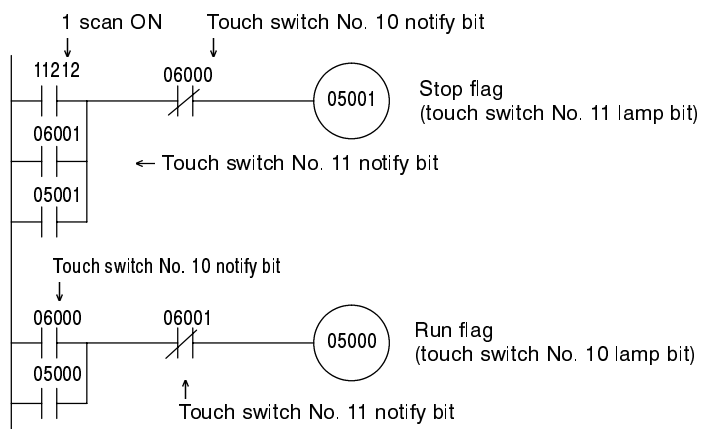 1 scan ON Touch switch No. 10 notify bit
11212 06000
05001
Stop flag
(touch switch No. 11 lamp bit)
06001
← Touch switch No. 11 notify bit
05001
Touch switch No. 10 notify bit
06000 06001
05000
Run flag
(touch switch No. 10 lamp bit)
05000
Touch switch No. 11 notify bit